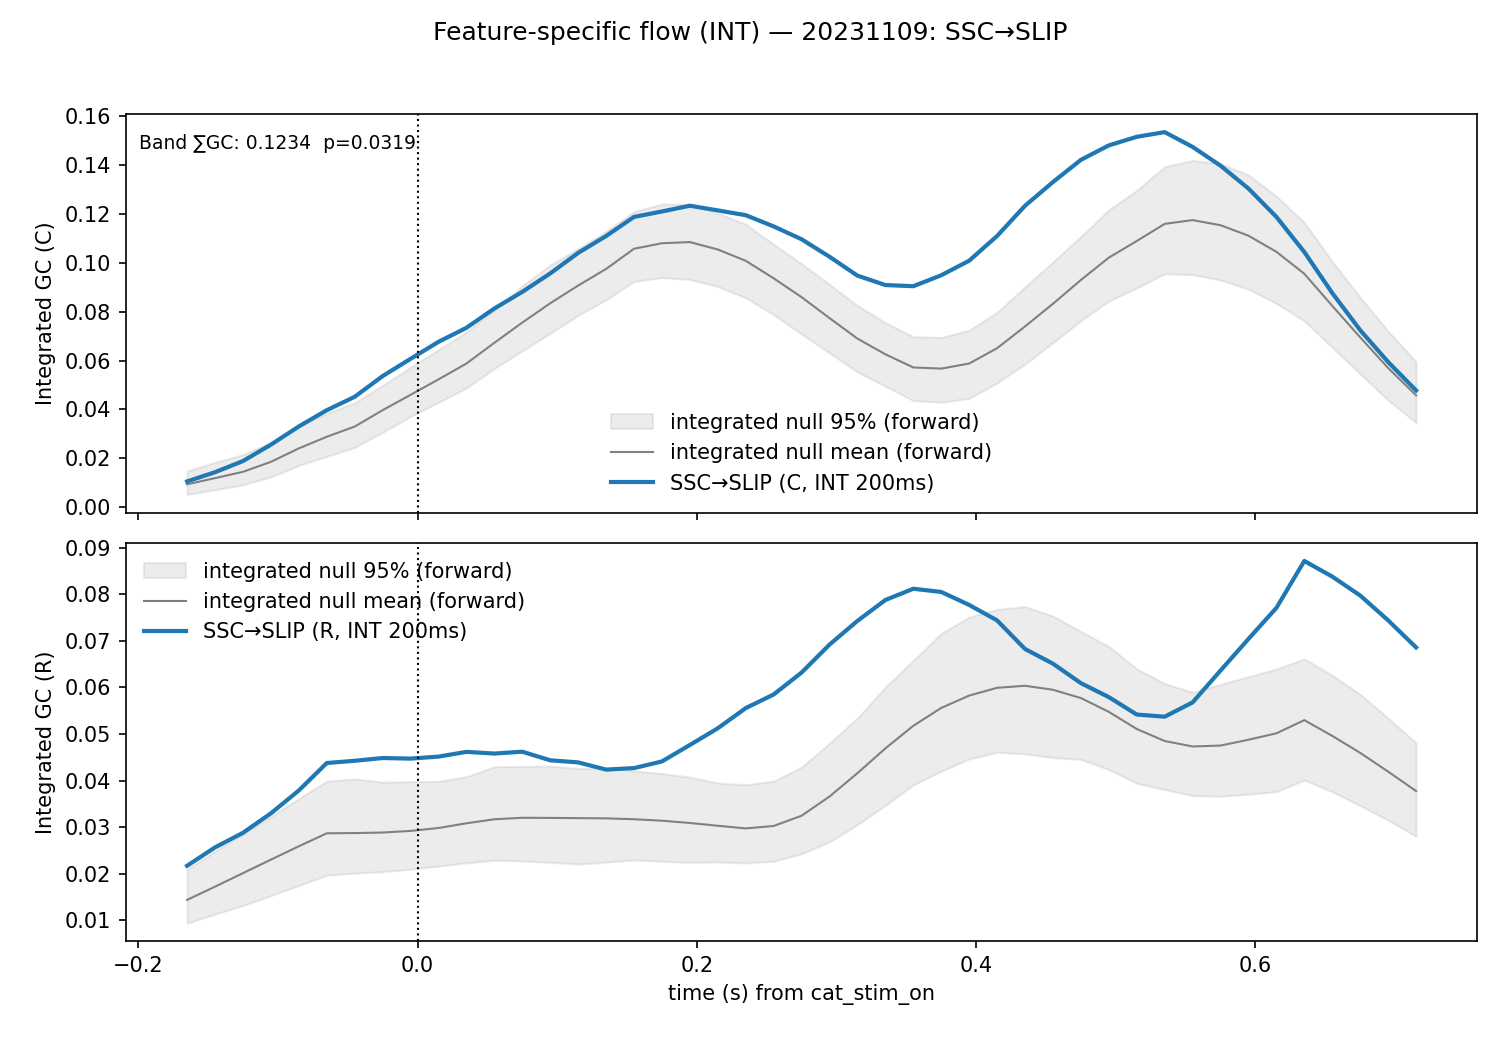 Feature-specific flow (INT) — 20231109: SSC→SLIP
0.16
0.14
0.12
0.10
0.08
0.06
0.04
0.02
0.00
Integrated GC (C)
Band ∑GC: 0.1234  p=0.0319
integrated null 95% (forward)
integrated null mean (forward)
SSC→SLIP (C, INT 200ms)
0.09
0.08
0.07
0.06
0.05
0.04
0.03
0.02
0.01
Integrated GC (R)
integrated null 95% (forward)
integrated null mean (forward)
SSC→SLIP (R, INT 200ms)
−0.2 0.0 0.2 0.4 0.6
time (s) from cat_stim_on